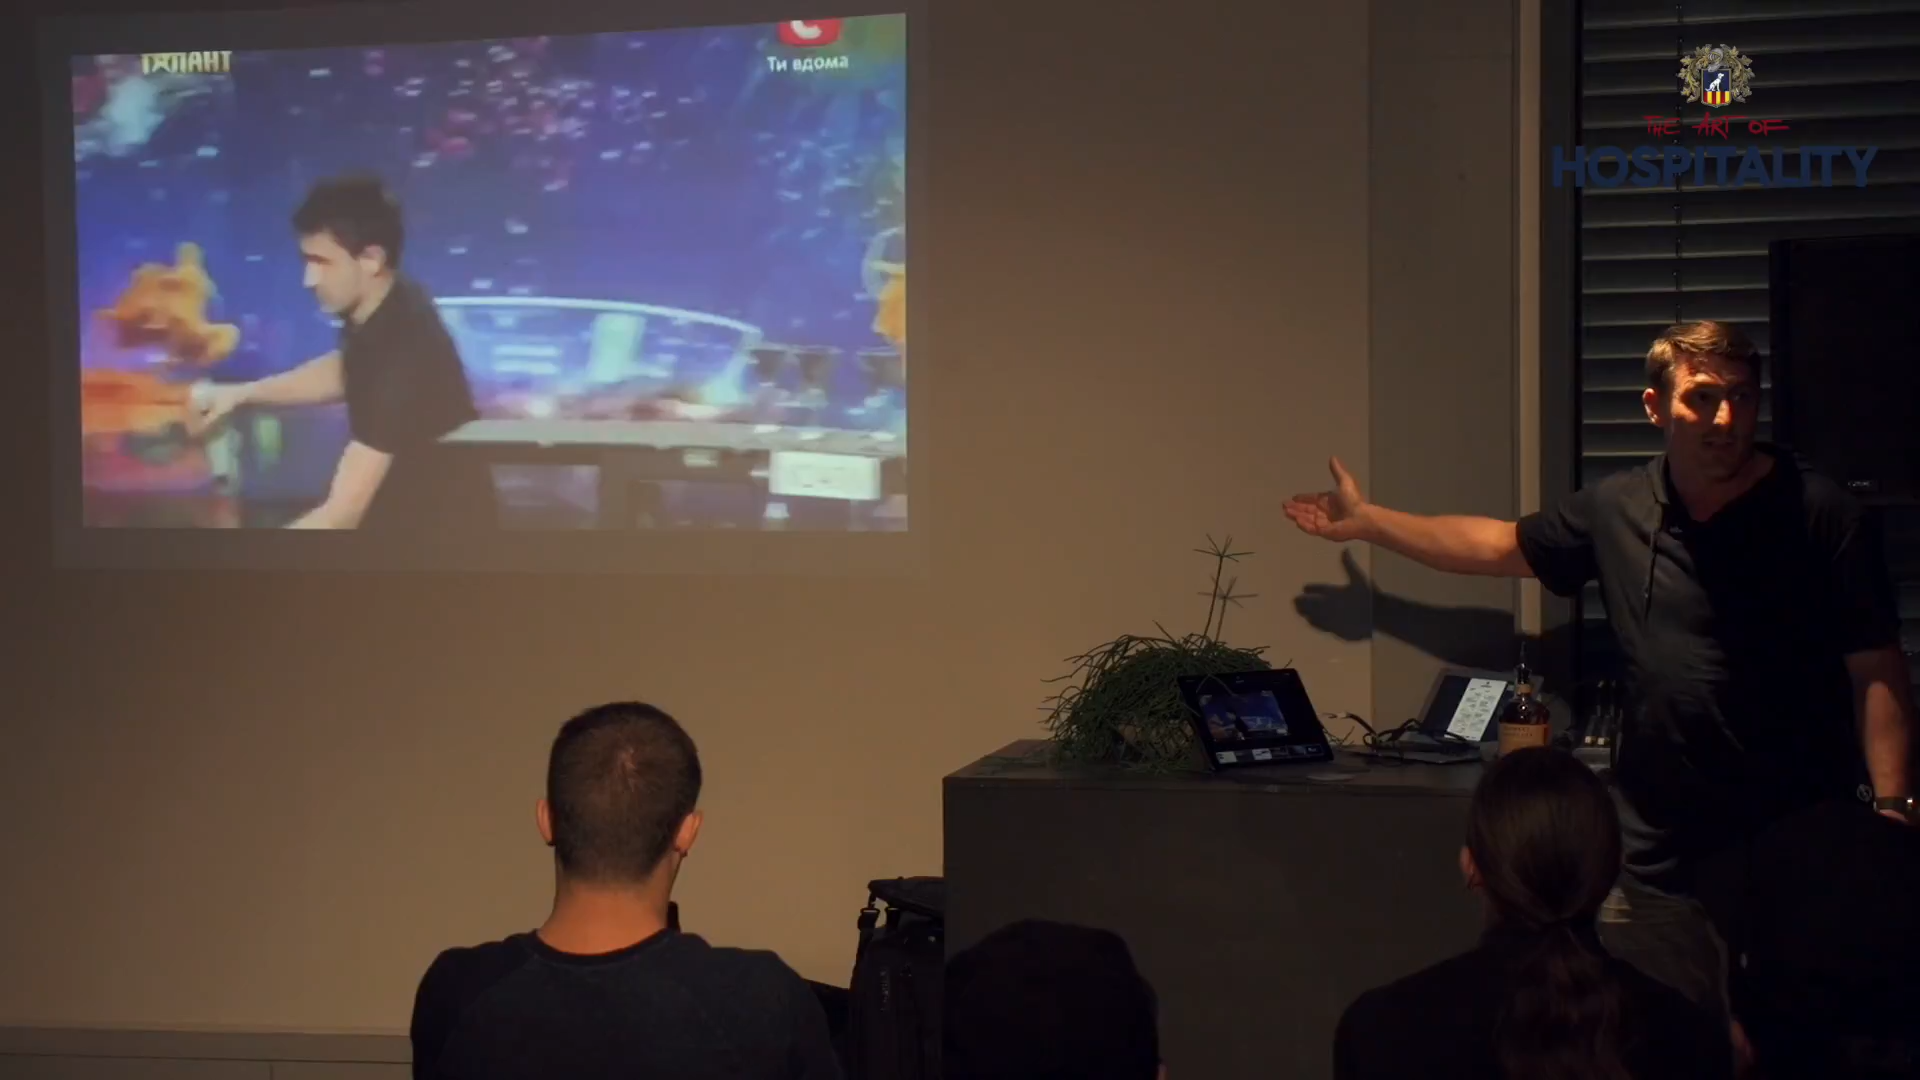 ТАЛАНТ
Ти вдома
THE ART OF
HOSPITALITY